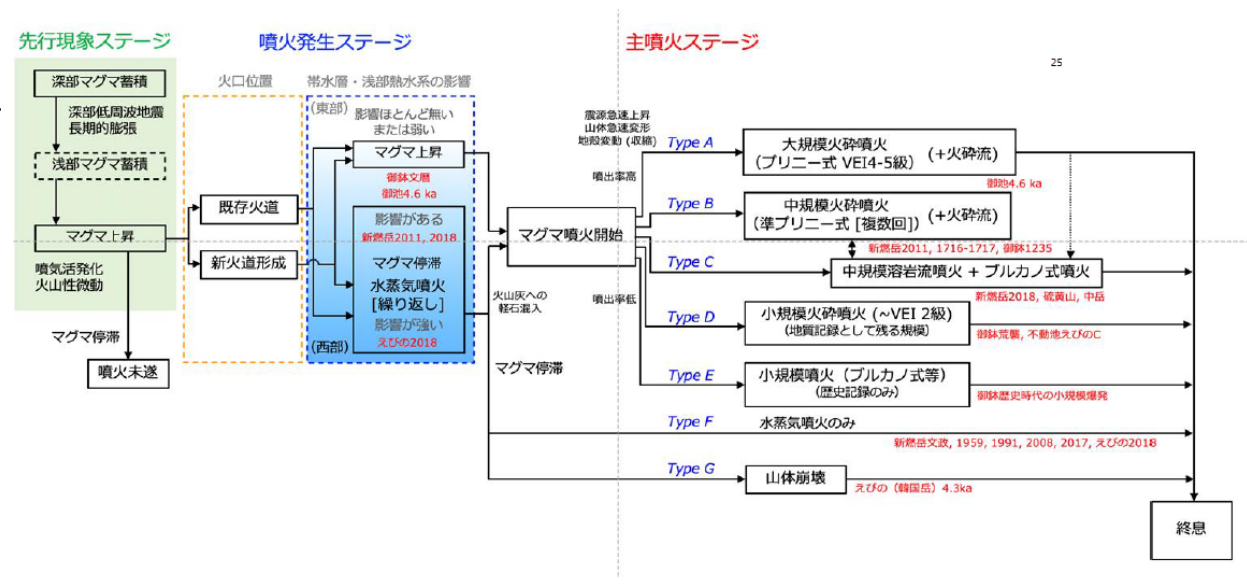 先行現象ステージ
噴火発生ステージ
主噴火ステージ
25
深部マグマ蓄積
深部低周波地震
長期的膨張
浅部マグマ蓄積
マグマ上昇
噴気活発化
火山性微動
マグマ停滞
噴火未遂
火口位置
既存火道
新火道形成
帯水層・浅部熱水系の影響
(東部)
影響ほとんど無い
または弱い
マグマ上昇
御鉢文暦
御池4.6 ka
影響がある
新燃岳2011, 2018
マグマ停滞
水蒸気噴火
[繰り返し]
影響が強い
えびの2018
(西部)
火山灰への
軽石混入
マグマ停滞
マグマ噴火開始
震源急速上昇
山体急速変形
地殻変動 (収縮)
噴出率高
噴出率低
Type A
大規模火砕噴火
(プリニー式 VEI4-5級)
(+火砕流)
御池4.6 ka
Type B
中規模火砕噴火
(準プリニー式 [複数回])
(+火砕流)
新燃岳2011, 1716-1717, 御鉢1235
Type C
中規模溶岩流噴火 + ブルカノ式噴火
新燃岳2018, 硫黄山, 中岳
Type D
小規模火砕噴火 (~VEI 2級)
(地質記録として残る規模)
御鉢荒襲, 不動池えびのC
Type E
小規模噴火 (ブルカノ式等)
(歴史記録のみ)
御鉢歴史時代の小規模爆発
Type F
水蒸気噴火のみ
新燃岳文政, 1959, 1991, 2008, 2017, えびの2018
Type G
山体崩壊
えびの (韓国岳) 4.3ka
終息